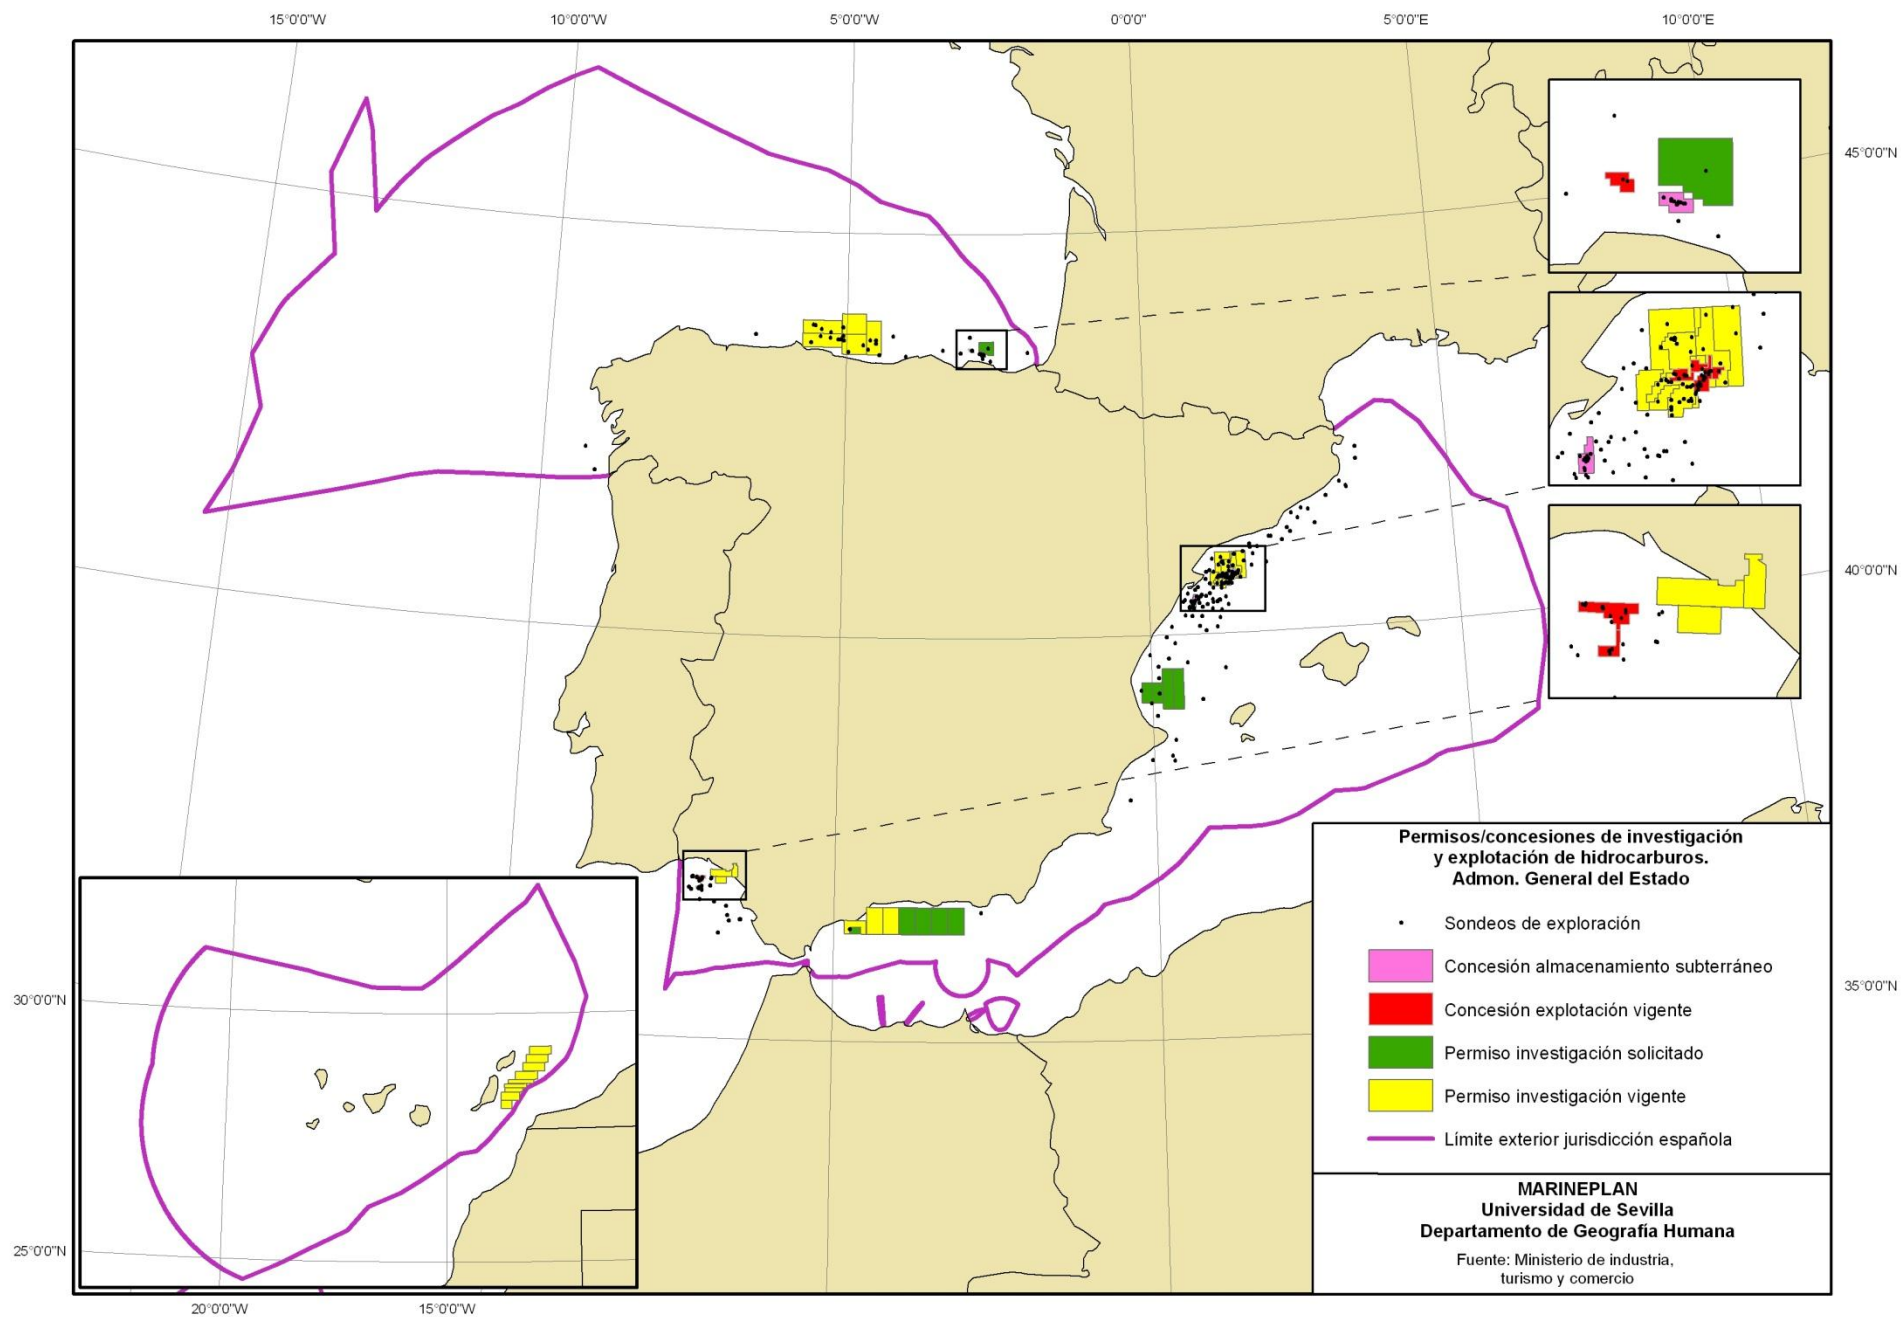 15°0'0"W
10°0'0"W
5°0'0"W
0°0'0"
5°0'0"E
10°0'0"E
45°0'0"N
40°0'0"N
30°0'0"N
35°0'0"N
25°0'0"N
20°0'0"W
15°0'0"W
Permisos/concesiones de investigación
y explotación de hidrocarburos.
Admon. General del Estado
Sondeos de exploración
Concesión almacenamiento subterráneo
Concesión explotación vigente
Permiso investigación solicitado
Permiso investigación vigente
Límite exterior jurisdicción española
MARINEPLAN
Universidad de Sevilla
Departamento de Geografía Humana
Fuente: Ministerio de industria,
turismo y comercio